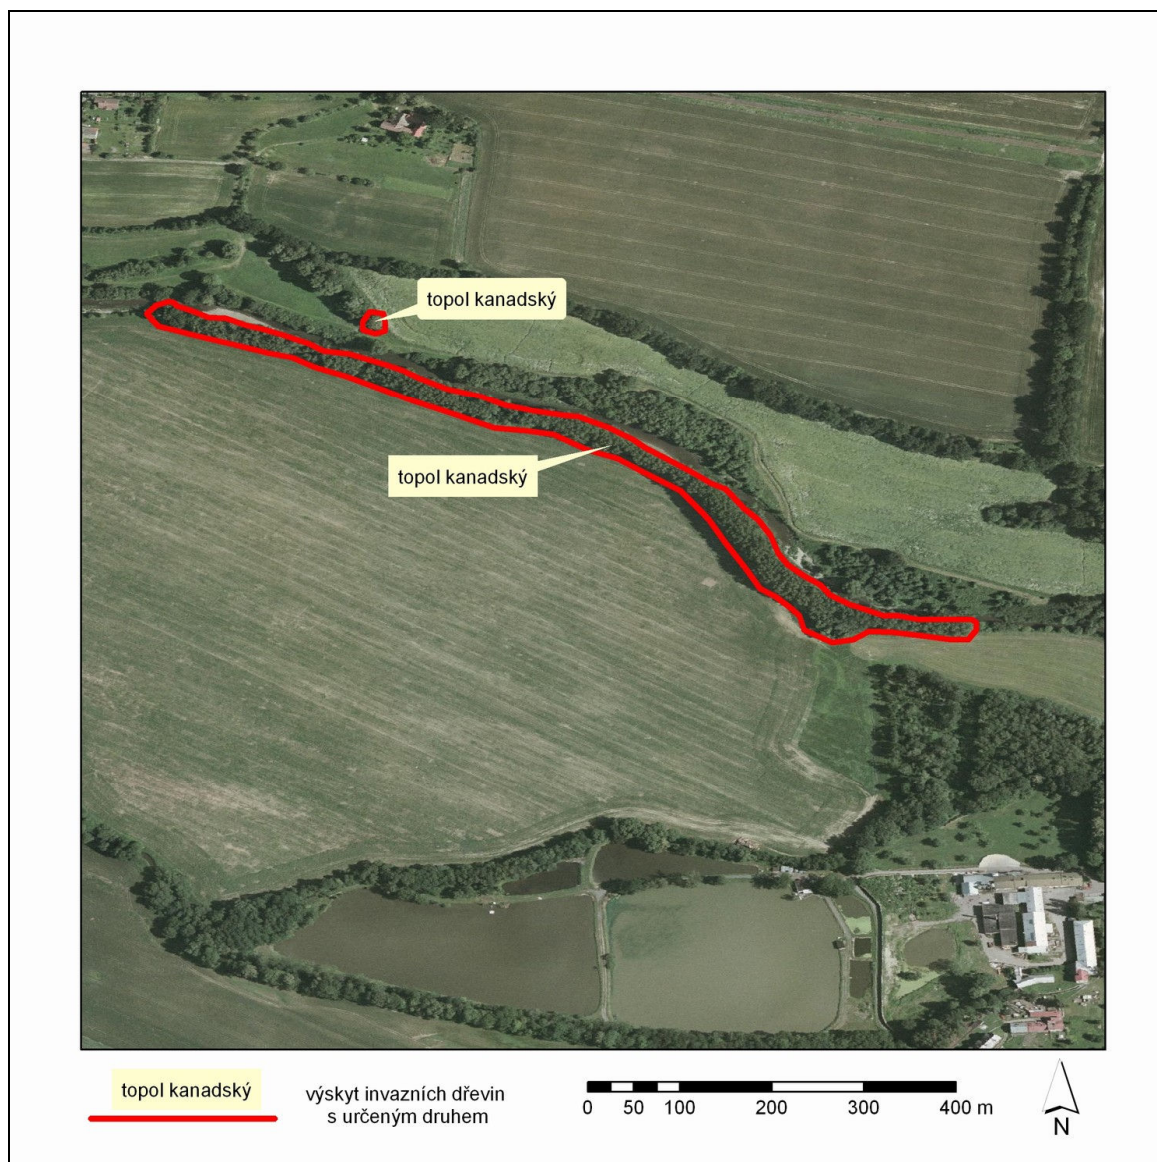 topol kanadský
topol kanadský
topol kanadský
výskyt invazních dřevin
s určeným druhem
0 50 100 200 300 400 m
N